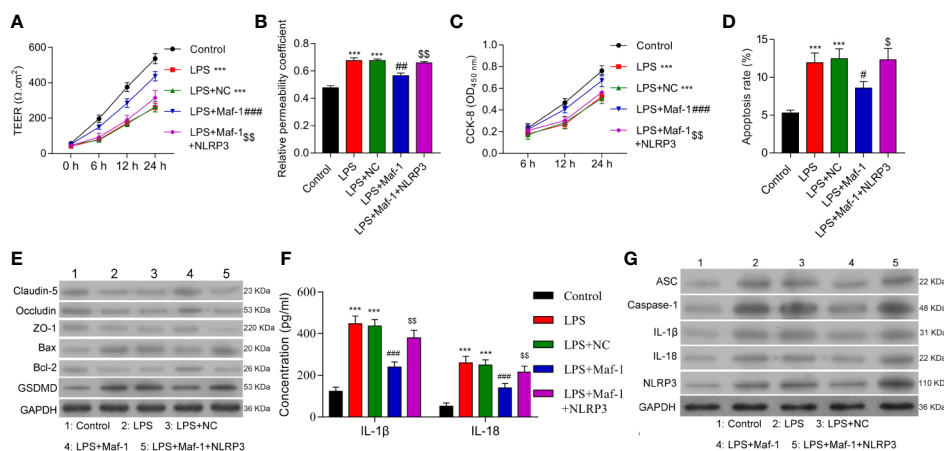 A
TEER (Ω.cm²)
600
400
200
0
0 h
6 h
12 h
24 h
Control
LPS ***
LPS+NC ***
LPS+Maf-1###
LPS+Maf-1 $$
+NLRP3
B
Relative permeability coefficient
1.0
0.8
0.6
0.4
0.2
0.0
***
***
##
$$
Control
LPS
LPS+NC
LPS+Maf-1
LPS+Maf-1+NLRP3
C
CCK-8 (OD450 nm)
1.0
0.8
0.6
0.4
0.2
0.0
6 h
12 h
24 h
Control
LPS ***
LPS+NC ***
LPS+Maf-1###
LPS+Maf-1 $$
+NLRP3
D
Apoptosis rate (%)
15
10
5
0
***
***
#
$
Control
LPS
LPS+NC
LPS+Maf-1
LPS+Maf-1+NLRP3
E
1 2 3 4 5
Claudin-5 23 KDa
Occludin 53 KDa
ZO-1 220 KDa
Bax 20 KDa
Bcl-2 26 KDa
GSDMD 53 KDa
GAPDH 36 KDa
1: Control 2: LPS 3: LPS+NC
4: LPS+Maf-1 5: LPS+Maf-1+NLRP3
F
Concentration (pg/ml)
600
400
200
0
***
***
###
$$
***
***
###
$$
IL-1β
IL-18
Control
LPS
LPS+NC
LPS+Maf-1
LPS+Maf-1
+NLRP3
G
1 2 3 4 5
ASC 22 KDa
Caspase-1 48 KDa
IL-1β 31 KDa
IL-18 22 KDa
NLRP3 110 KDa
GAPDH 36 KDa
1: Control 2: LPS 3: LPS+NC
4: LPS+Maf-1 5: LPS+Maf-1+NLRP3